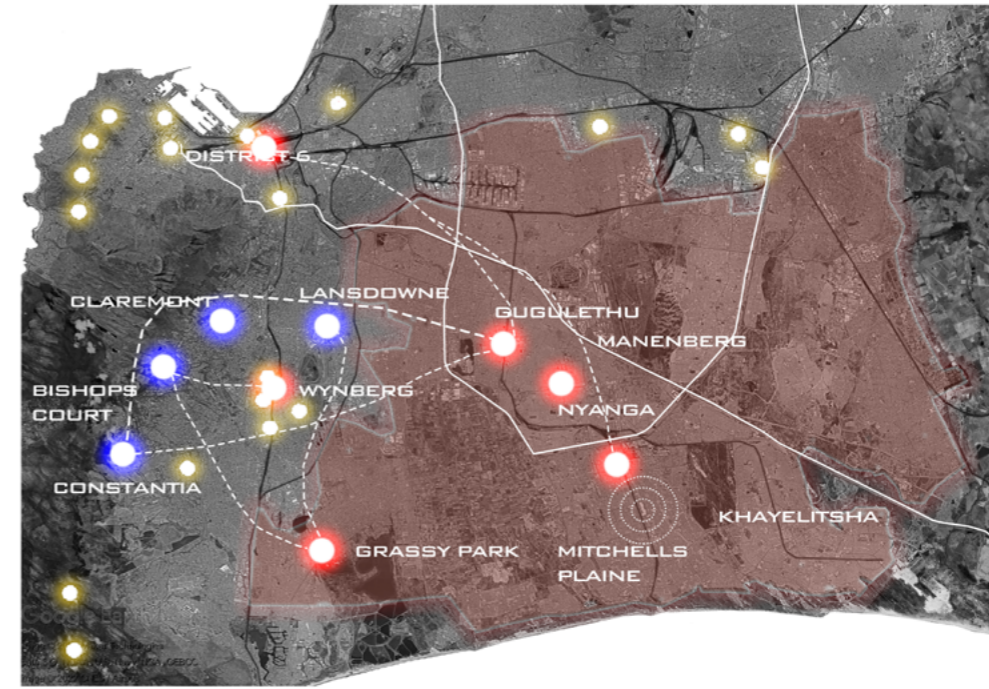 DISTRICT 6
CLAREMONT
LANSDOWNE
GUGULETHU
MANENBERG
BISHOPS
COURT
WYNBERG
NYANGA
CONSTANTIA
KHAYELITSHA
GRASSY PARK
MITCHELLS
PLAINE